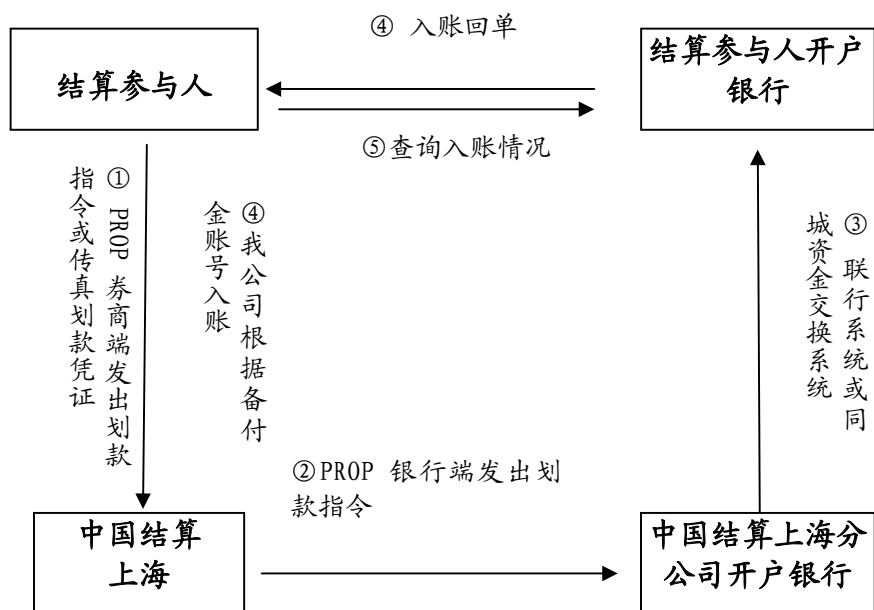 ④ 入账回单
结算参与人
结算参与人开户
银行
⑤查询入账情况
① PROP 券商端发出划款
指令或传真划款凭证
④我公司根据备付
金账号入账
③ 联行系统或同
城资金交换系统
②PROP 银行端发出划
款指令
中国结算
上海
中国结算上海分
公司开户银行